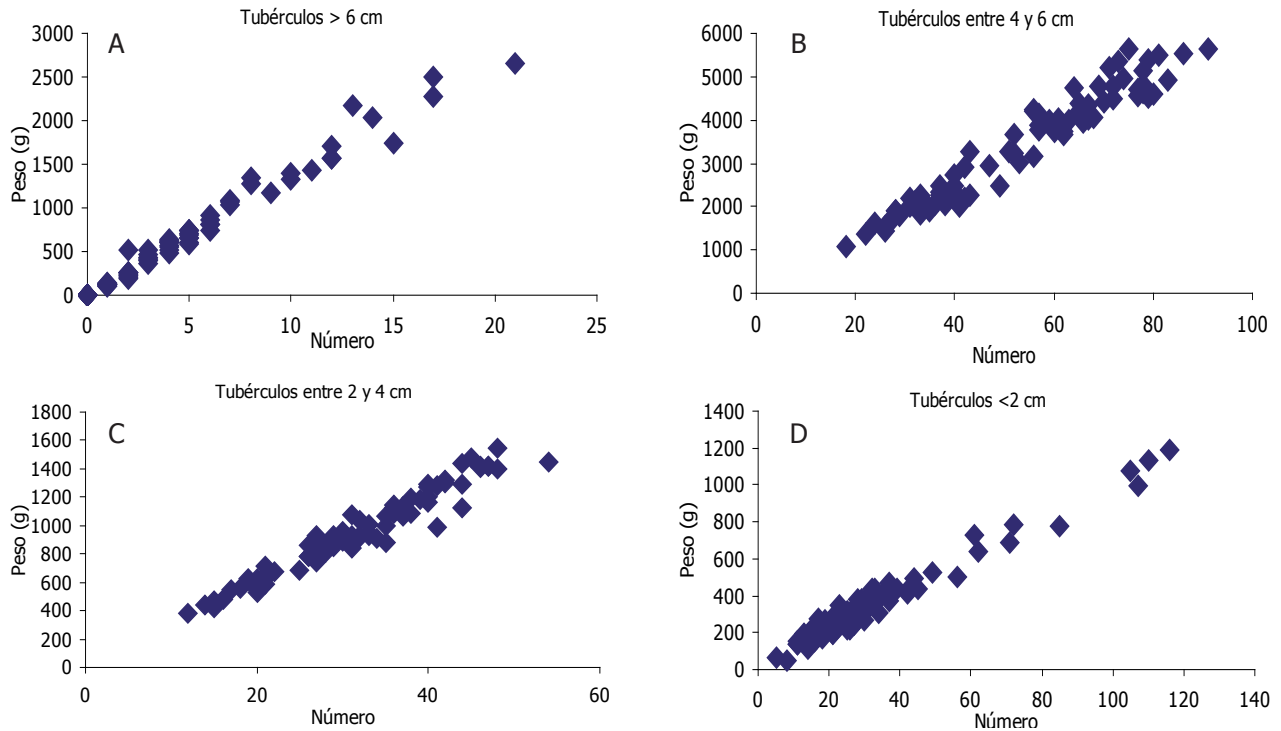 Tubérculos > 6 cm
A
Peso (g)
3000
2500
2000
1500
1000
500
0
0 5 10 15 20 25
Número
Tubérculos entre 4 y 6 cm
B
Peso (g)
6000
5000
4000
3000
2000
1000
0
0 20 40 60 80 100
Número
Tubérculos entre 2 y 4 cm
C
Peso (g)
1800
1600
1400
1200
1000
800
600
400
200
0
0 20 40 60
Número
Tubérculos <2 cm
D
Peso (g)
1400
1200
1000
800
600
400
200
0
0 20 40 60 80 100 120 140
Número